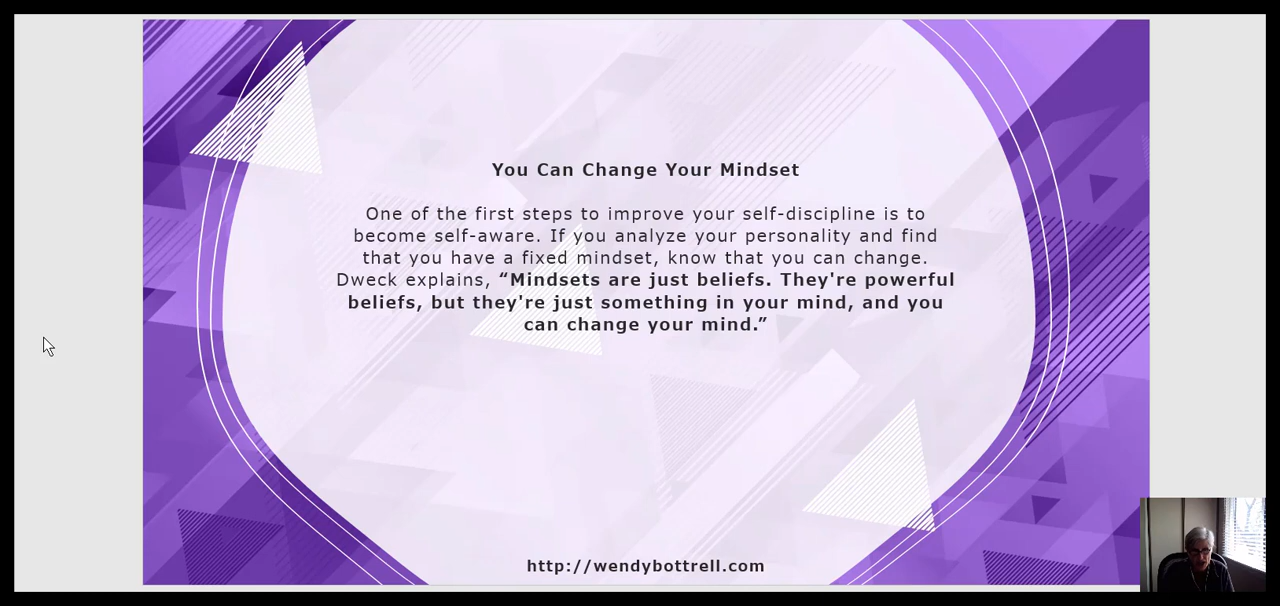 You Can Change Your Mindset
One of the first steps to improve your self-discipline is to
become self-aware. If you analyze your personality and find
that you have a fixed mindset, know that you can change.
Dweck explains, “Mindsets are just beliefs. They're powerful
beliefs, but they're just something in your mind, and you
can change your mind.”
http://wendybottrell.com